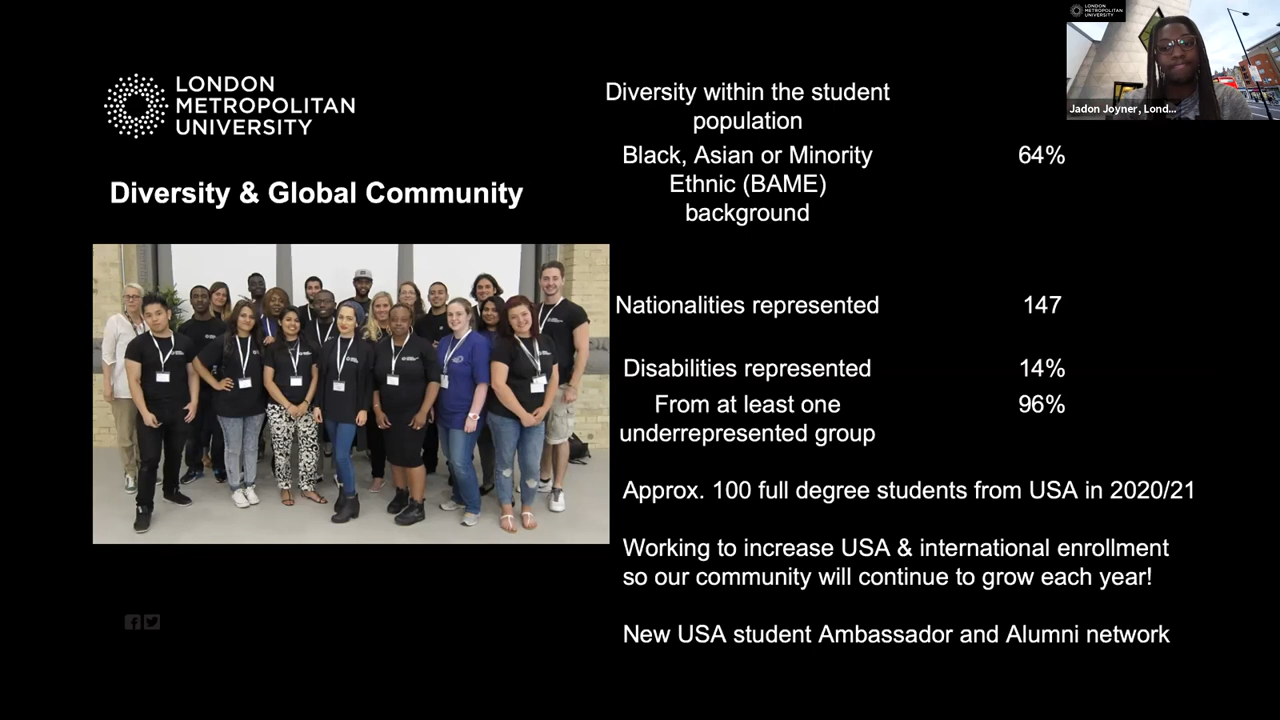 LONDON
METROPOLITAN
UNIVERSITY
Diversity & Global Community
Diversity within the student
population
Black, Asian or Minority
Ethnic (BAME)
background
64%
Nationalities represented
147
Disabilities represented
14%
From at least one
underrepresented group
96%
Approx. 100 full degree students from USA in 2020/21
Working to increase USA & international enrollment
so our community will continue to grow each year!
New USA student Ambassador and Alumni network
LONDON
METROPOLITAN
UNIVERSITY
Jadon Joyner, Lond...